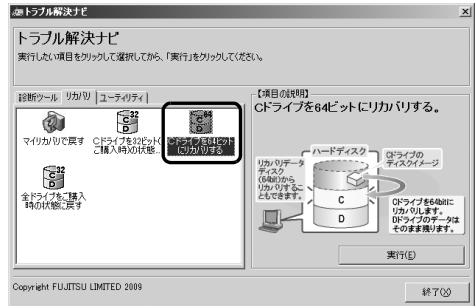 トラブル解決ナビ
トラブル解決ナビ
実行したい項目をクリックして選択してから、「実行」をクリックしてください。
診断ツール
リカバリ
ユーティリティ
マイリカバリで戻す
Cドライブを32ビット(
ご購入時)の状態...
Cドライブを64ビット
にリカバリする
全ドライブをご購入
時の状態に戻す
【項目の説明】
Cドライブを64ビットにリカバリする。
ハードディスク
Cドライブの
ディスクイメージ
リカバリデータ
ディスク
(64bit)から
リカバリするこ
ともできます。
C
D
Cドライブを64bitに
リカバリします。
Dドライブのデータは
そのまま残ります。
実行(E)
Copyright FUJITSU LIMITED 2009
終了(X)